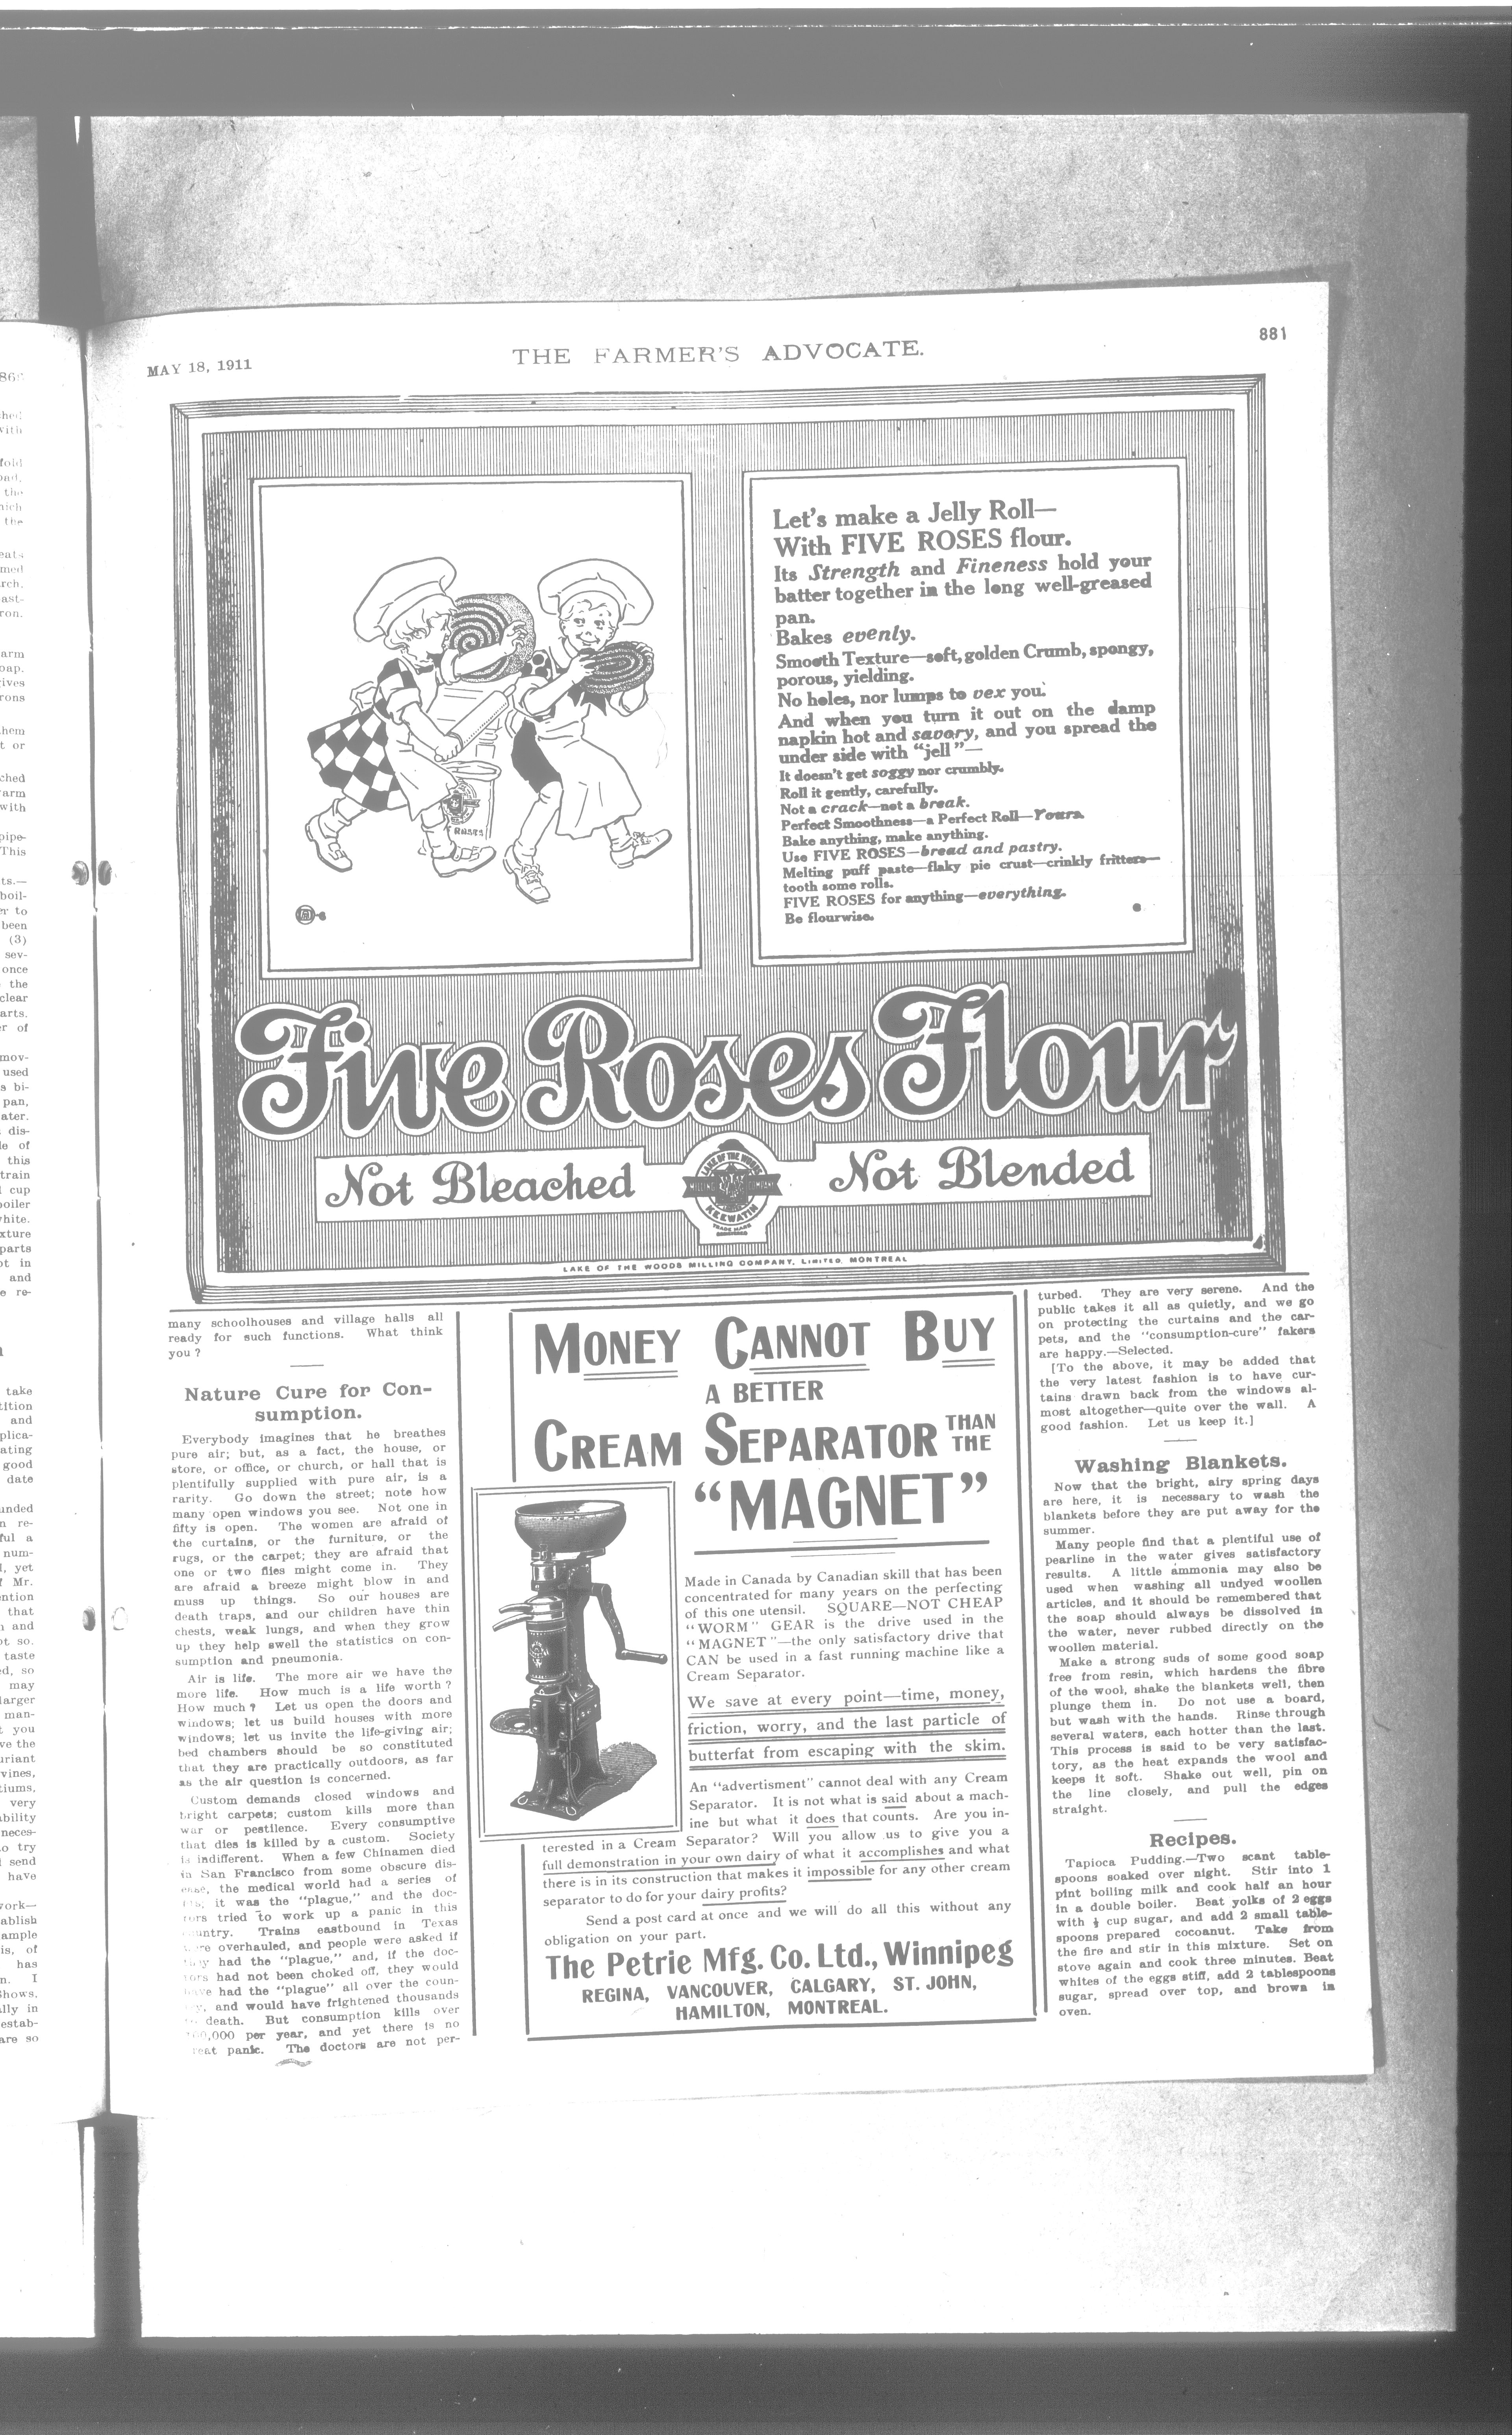 MAY 18, 1911
THE FARMER'S ADVOCATE.
881
Let's make a Jelly Roll—
With FIVE ROSES flour.
Its Strength and Fineness hold your
batter together in the long well-greased
pan.
Bakes evenly.
Smooth Texture—soft, golden Crumb, spongy,
porous, yielding.
No holes, nor lumps to vex you.
And when you turn it out on the damp
napkin hot and savory, and you spread the
under side with "jell"—
It doesn't get soggy nor crumbly.
Roll it gently, carefully.
Not a crack—not a break.
Perfect Smoothness—a Perfect Roll—Yours.
Bake anything, make anything.
Use FIVE ROSES—bread and pastry.
Melting puff paste—flaky pie crust—crinkly fritters—
tooth some rolls.
FIVE ROSES for anything—everything.
Be flourwise.
ROSES
Five Roses Flour
Not Bleached
LAKE OF THE WOODS
KEEWATIN
Not Blended
LAKE OF THE WOODS MILLING COMPANY, LIMITED, MONTREAL
many schoolhouses and village halls all
ready for such functions. What think
you ?
Nature Cure for Con-
sumption.
Everybody imagines that he breathes
pure air; but, as a fact, the house, or
store, or office, or church, or hall that is
plentifully supplied with pure air, is a
rarity. Go down the street; note how
many open windows you see. Not one in
fifty is open. The women are afraid of
the curtains, or the furniture, or the
rugs, or the carpet; they are afraid that
one or two flies might come in. They
are afraid a breeze might blow in and
muss up things. So our houses are
death traps, and our children have thin
chests, weak lungs, and when they grow
up they help swell the statistics on con-
sumption and pneumonia.
Air is life. The more air we have the
more life. How much is a life worth ?
How much ? Let us open the doors and
windows; let us build houses with more
windows; let us invite the life-giving air;
bed chambers should be so constituted
that they are practically outdoors, as far
as the air question is concerned.
Custom demands closed windows and
bright carpets; custom kills more than
war or pestilence. Every consumptive
that dies is killed by a custom. Society
is indifferent. When a few Chinamen died
in San Francisco from some obscure dis-
ease, the medical world had a series of
fits; it was the "plague," and the doc-
tors tried to work up a panic in this
country. Trains eastbound in Texas
were overhauled, and people were asked if
they had the "plague," and, if the doc-
tors had not been choked off, they would
have had the "plague" all over the coun-
try, and would have frightened thousands
to death. But consumption kills over
,000 per year, and yet there is no
great panic. The doctors are not per-
MONEY CANNOT BUY
A BETTER
CREAM SEPARATOR THAN
THE
"MAGNET"
Made in Canada by Canadian skill that has been
concentrated for many years on the perfecting
of this one utensil. SQUARE—NOT CHEAP
"WORM" GEAR is the drive used in the
"MAGNET"—the only satisfactory drive that
CAN be used in a fast running machine like a
Cream Separator.
We save at every point—time, money,
friction, worry, and the last particle of
butterfat from escaping with the skim.
An "advertisment" cannot deal with any Cream
Separator. It is not what is said about a mach-
ine but what it does that counts. Are you in-
terested in a Cream Separator? Will you allow us to give you a
full demonstration in your own dairy of what it accomplishes and what
there is in its construction that makes it impossible for any other cream
separator to do for your dairy profits?
Send a post card at once and we will do all this without any
obligation on your part.
The Petrie Mfg. Co. Ltd., Winnipeg
REGINA, VANCOUVER, CALGARY, ST. JOHN,
HAMILTON, MONTREAL.
turbed. They are very serene. And the
public takes it all as quietly, and we go
on protecting the curtains and the car-
pets, and the "consumption-cure" fakers
are happy.—Selected.
[To the above, it may be added that
the very latest fashion is to have cur-
tains drawn back from the windows al-
most altogether—quite over the wall. A
good fashion. Let us keep it.]
Washing Blankets.
Now that the bright, airy spring days
are here, it is necessary to wash the
blankets before they are put away for the
summer.
Many people find that a plentiful use of
pearline in the water gives satisfactory
results. A little ammonia may also be
used when washing all undyed woollen
articles, and it should be remembered that
the soap should always be dissolved in
the water, never rubbed directly on the
woollen material.
Make a strong suds of some good soap
free from resin, which hardens the fibre
of the wool, shake the blankets well, then
plunge them in. Do not use a board,
but wash with the hands. Rinse through
several waters, each hotter than the last.
This process is said to be very satisfac-
tory, as the heat expands the wool and
keeps it soft. Shake out well, pin on
the line closely, and pull the edges
straight.
Recipes.
Tapioca Pudding.—Two scant table-
spoons soaked over night. Stir into 1
pint boiling milk and cook half an hour
in a double boiler. Beat yolks of 2 eggs
with ½ cup sugar, and add 2 small table-
spoons prepared cocoanut. Take from
the fire and stir in this mixture. Set on
stove again and cook three minutes. Beat
whites of the eggs stiff, add 2 tablespoons
sugar, spread over top, and brown in
oven.